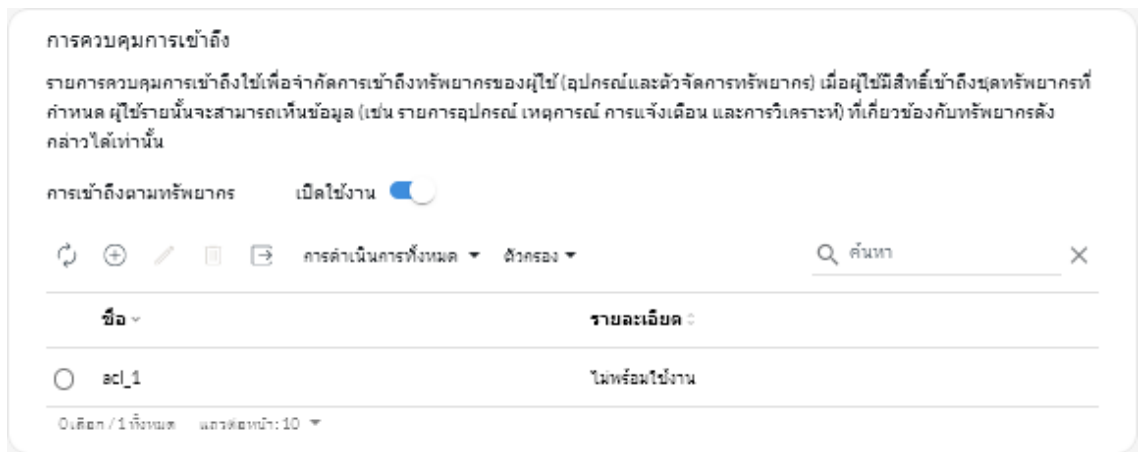 การควบคุมการเข้าถึง
รายการควบคุมการเข้าถึงใช้เพื่อจำกัดการเข้าถึงทรัพยากรของผู้ใช้ (อุปกรณ์และตัวจัดการทรัพยากร) เมื่อผู้ใช้มีสิทธิ์เข้าถึงชุดทรัพยากรที่
กำหนด ผู้ใช้รายนั้นจะสามารถเห็นข้อมูล (เช่น รายการอุปกรณ์ เหตุการณ์ การแจ้งเตือน และการวิเคราะห์) ที่เกี่ยวข้องกับทรัพยากรดัง
กล่าวได้เท่านั้น
การเข้าถึงตามทรัพยากร เปิดใช้งาน
การดำเนินการทั้งหมด ตัวกรอง ค้นหา
ชื่อ รายละเอียด
acl_1 ไม่พร้อมใช้งาน
0 เลือก / 1 ทั้งหมด แถวต่อหน้า: 10